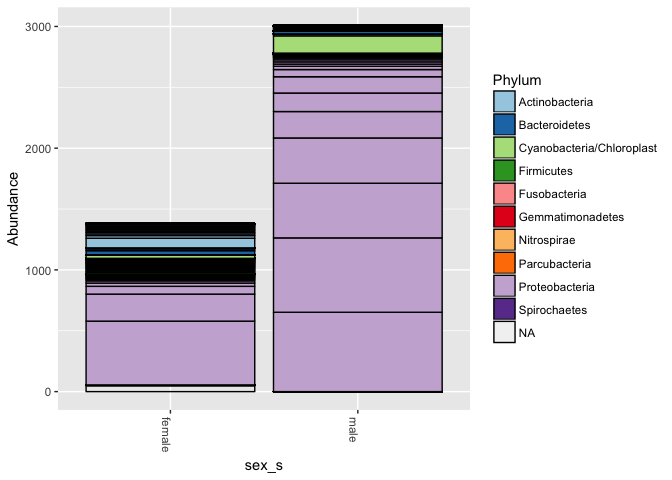 3000
2000
1000
0
Abundance
female
male
sex_s
Phylum
Actinobacteria
Bacteroidetes
Cyanobacteria/Chloroplast
Firmicutes
Fusobacteria
Gemmatimonadetes
Nitrospirae
Parcubacteria
Proteobacteria
Spirochaetes
NA